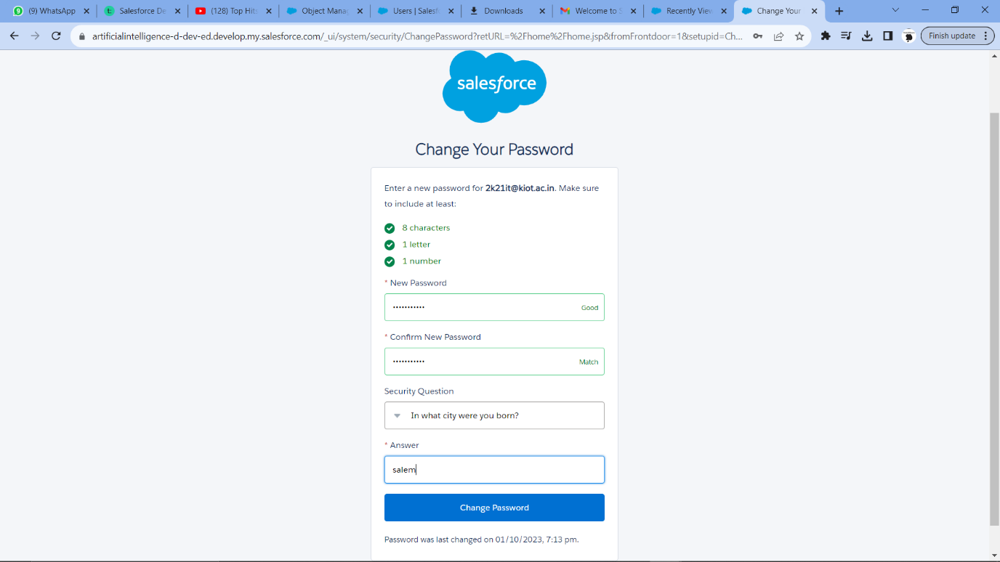 (9) WhatsApp
Salesforce De
(128) Top Hits
Object Manag
Users | Salesf
Downloads
Welcome to S
Recently View
Change Your
artificialintelligence-d-dev-ed.develop.my.salesforce.com/_ui/system/security/ChangePassword?retURL=%2Fhome%2Fhome.jsp&fromFrontdoor=1&setupid=Ch...
Finish update
salesforce
Change Your Password
Enter a new password for 2k21it@kiot.ac.in. Make sure
to include at least:
8 characters
1 letter
1 number
* New Password
•••••••••••
Good
* Confirm New Password
•••••••••••
Match
Security Question
In what city were you born?
* Answer
salem
Change Password
Password was last changed on 01/10/2023, 7:13 pm.